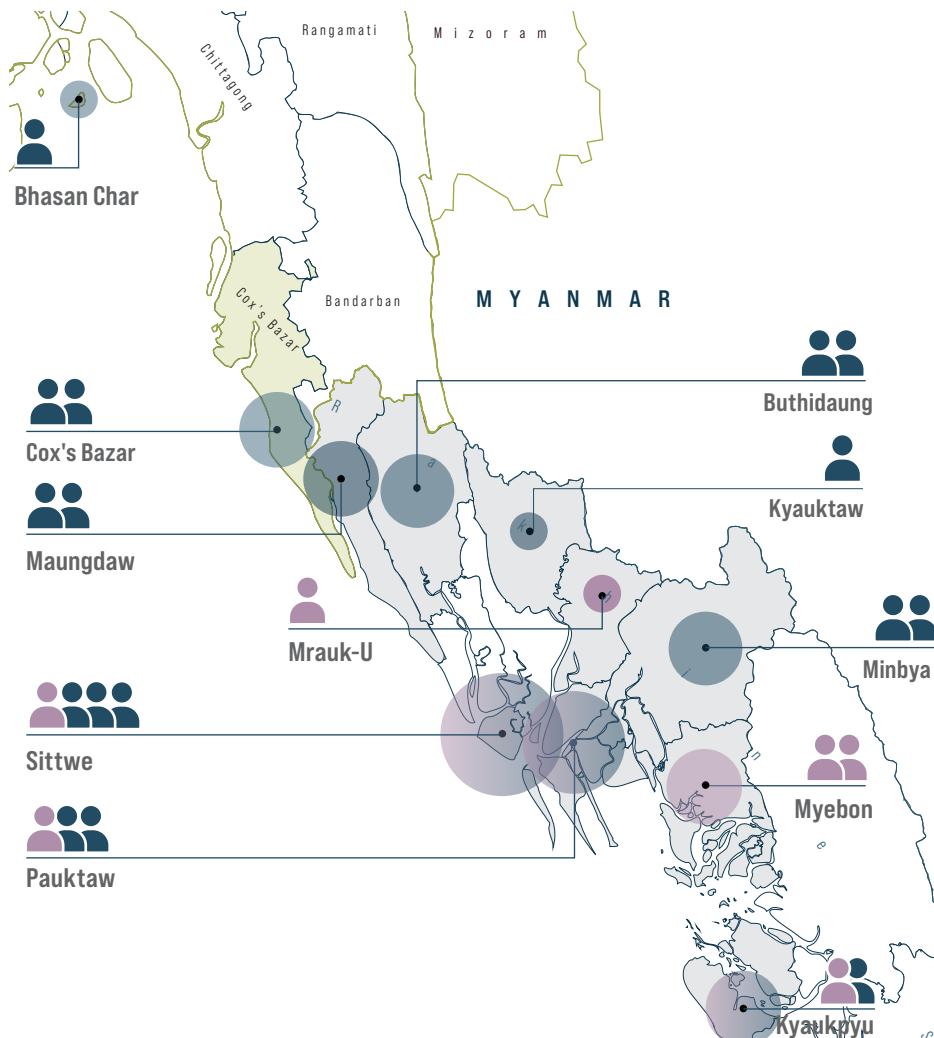 Rangamati
Mizoram
Chittagong
Bhasan Char
Cox's Bazar
Bandarban
MYANMAR
Buthidaung
Cox's Bazar
Kyauktaw
Maungdaw
Mrauk-U
Minbya
Sittwe
Myebon
Pauktaw
Kyaukpyu
R
a
k
h
i
n
e
S